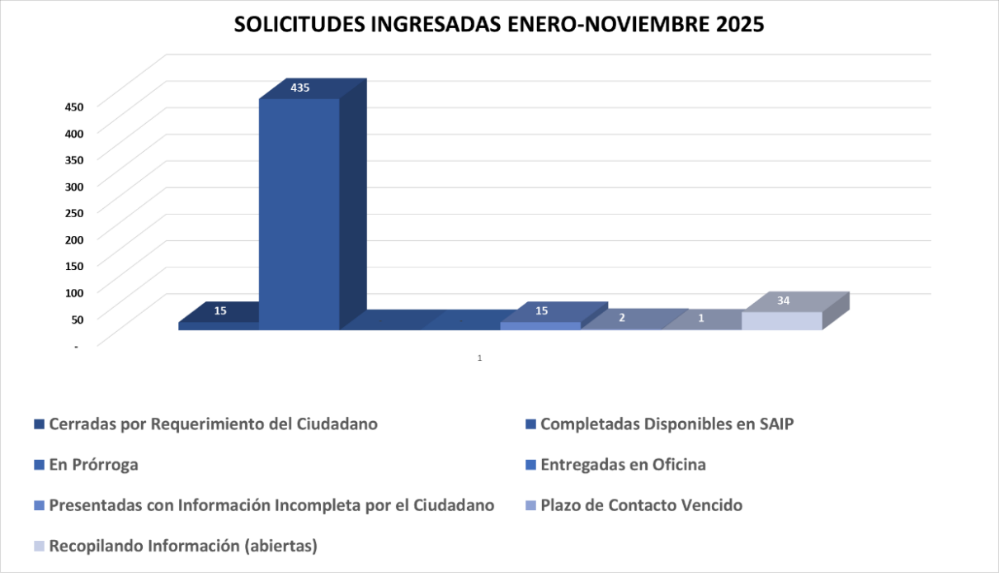 SOLICITUDES INGRESADAS ENERO-NOVIEMBRE 2025
450
400
350
300
250
200
150
100
50
-
15
435
-
-
15
2
1
34
1
Cerradas por Requerimiento del Ciudadano
Completadas Disponibles en SAIP
En Prórroga
Entregadas en Oficina
Presentadas con Información Incompleta por el Ciudadano
Plazo de Contacto Vencido
Recopilando Información (abiertas)